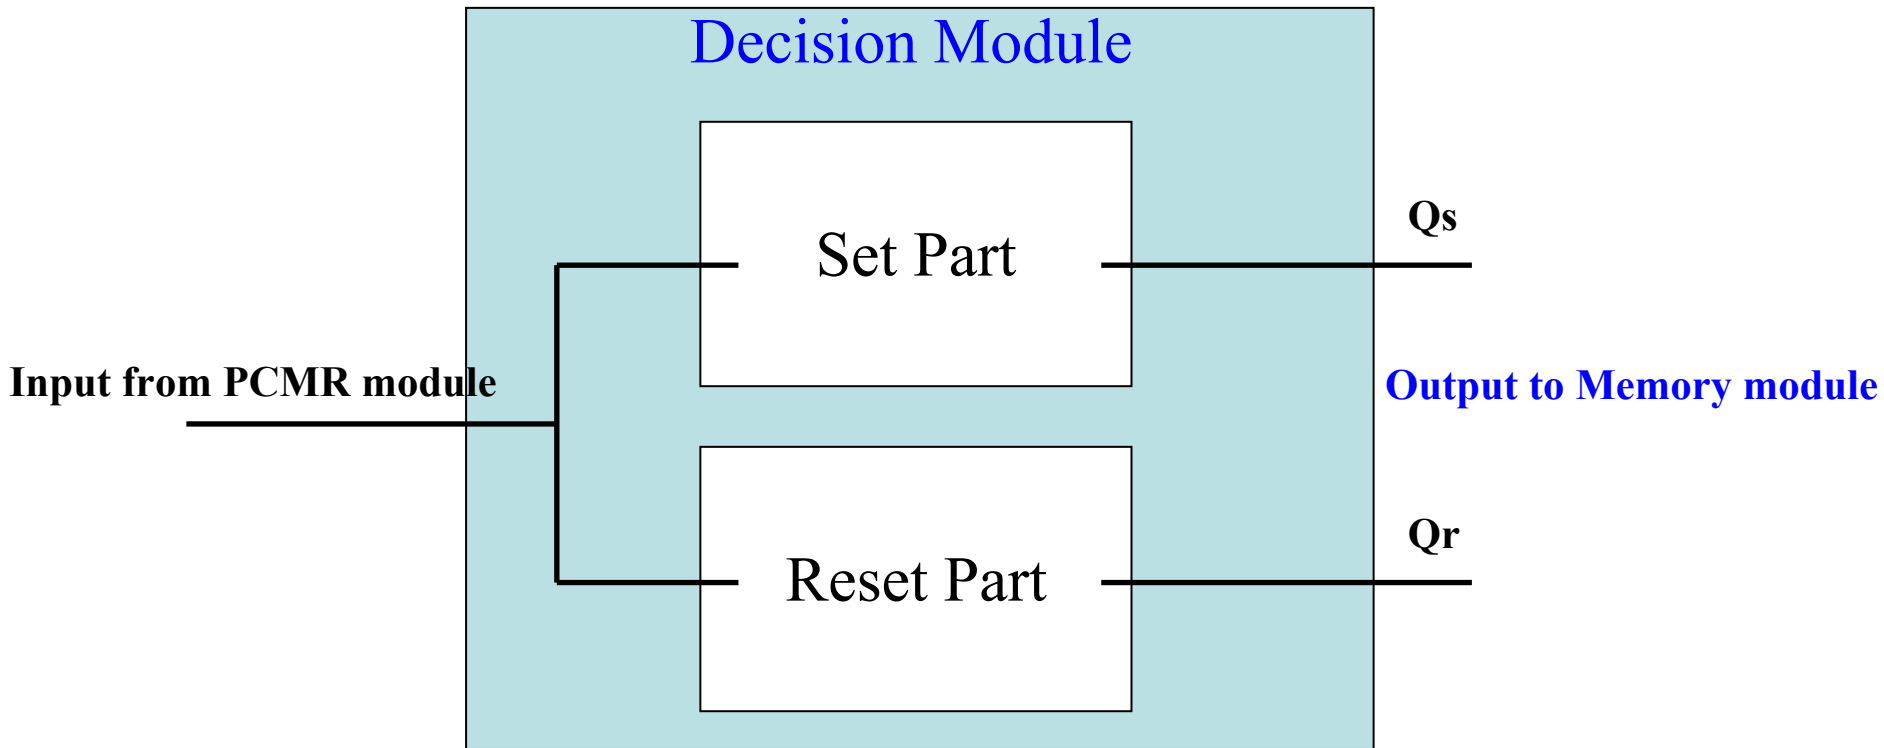 Decision Module
Qs
Set Part
Input from PCMR module
Output to Memory module
Qr
Reset Part